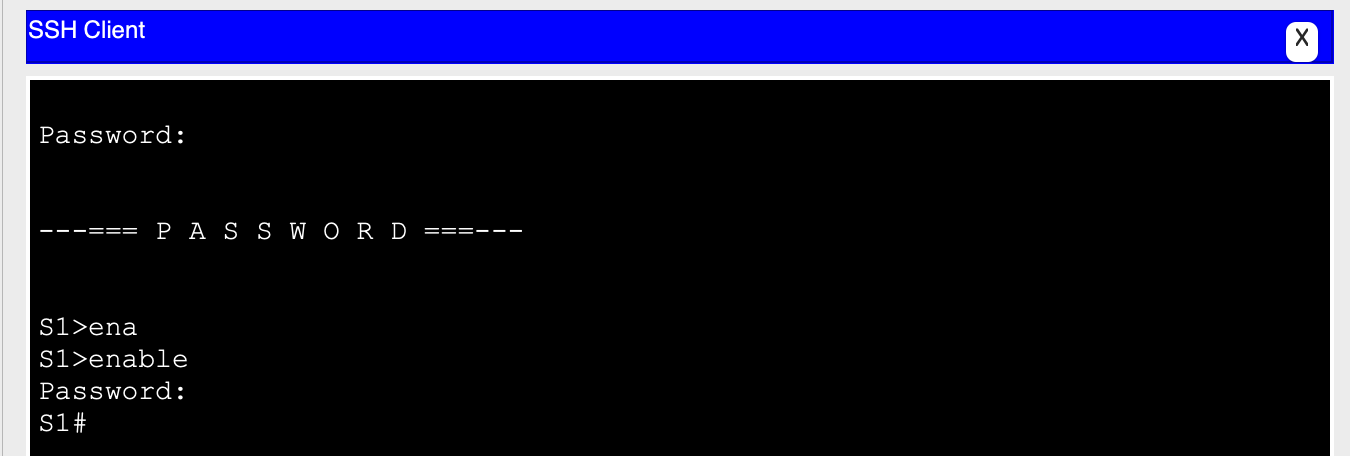 SSH Client
X
Password:
---=== P A S S W O R D ===---
S1>ena
S1>enable
Password:
S1#